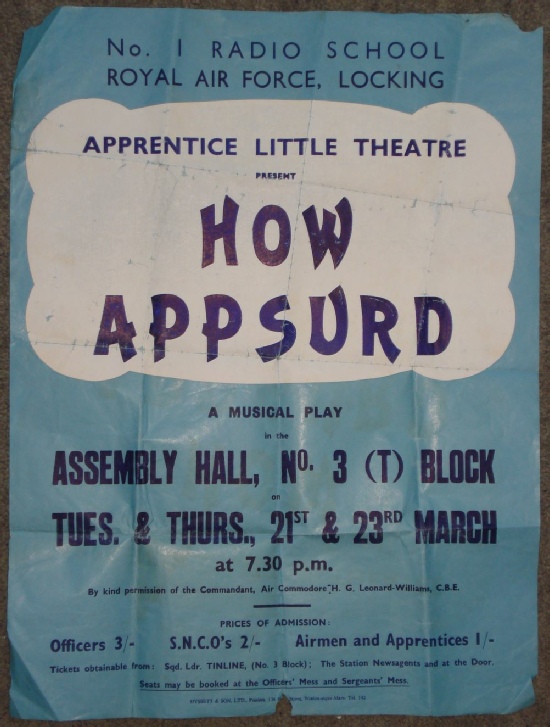 No. 1 RADIO SCHOOL
ROYAL AIR FORCE, LOCKING
APPRENTICE LITTLE THEATRE
PRESENT
HOW
APPSURD
A MUSICAL PLAY
in the
ASSEMBLY HALL, No. 3 (T) BLOCK
on
TUES. & THURS., 21ST & 23RD MARCH
at 7.30 p.m.
By kind permission of the Commandant, Air Commodore H. G. Leonard-Williams, C.B.E.
PRICES OF ADMISSION:
Officers 3/- S.N.C.O's 2/- Airmen and Apprentices 1/-
Tickets obtainable from: Sqd. Ldr. TINLINE, (No. 3 Block); The Station Newsagents and at the Door.
Seats may be booked at the Officers' Mess and Sergeants' Mess.